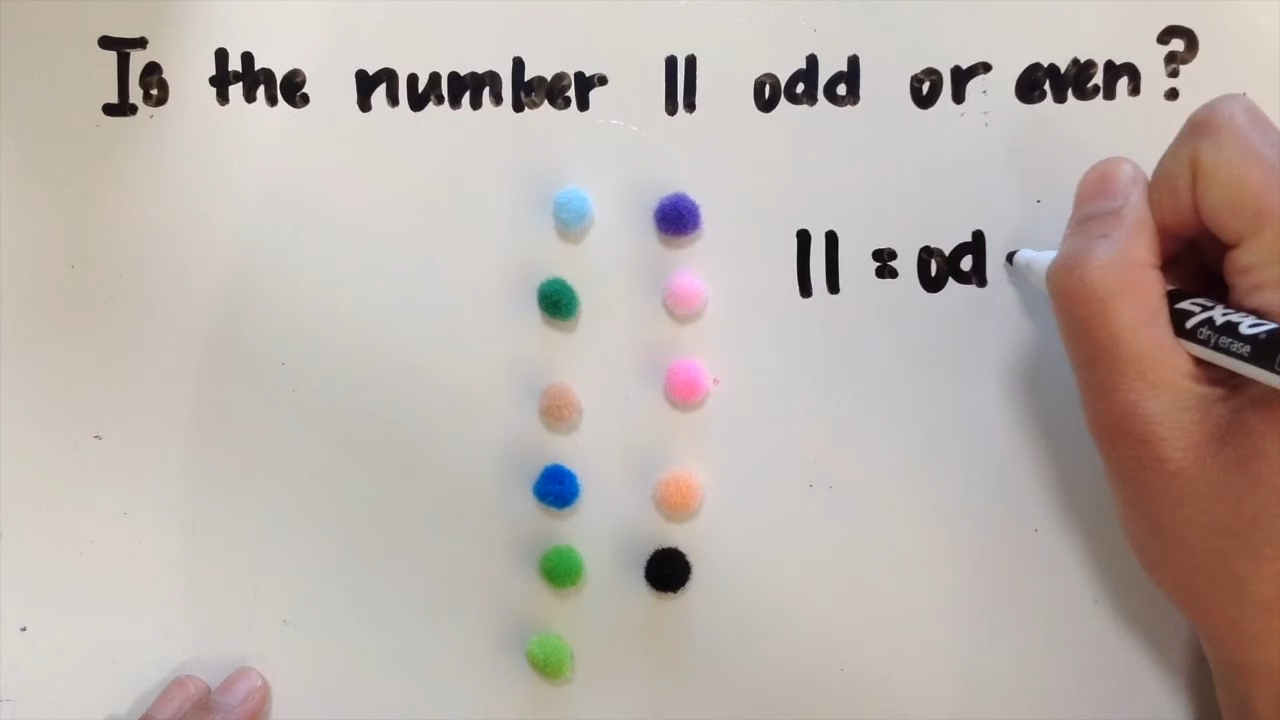 Is the number 11 odd or even?
11 = od
EXPO
dry erase